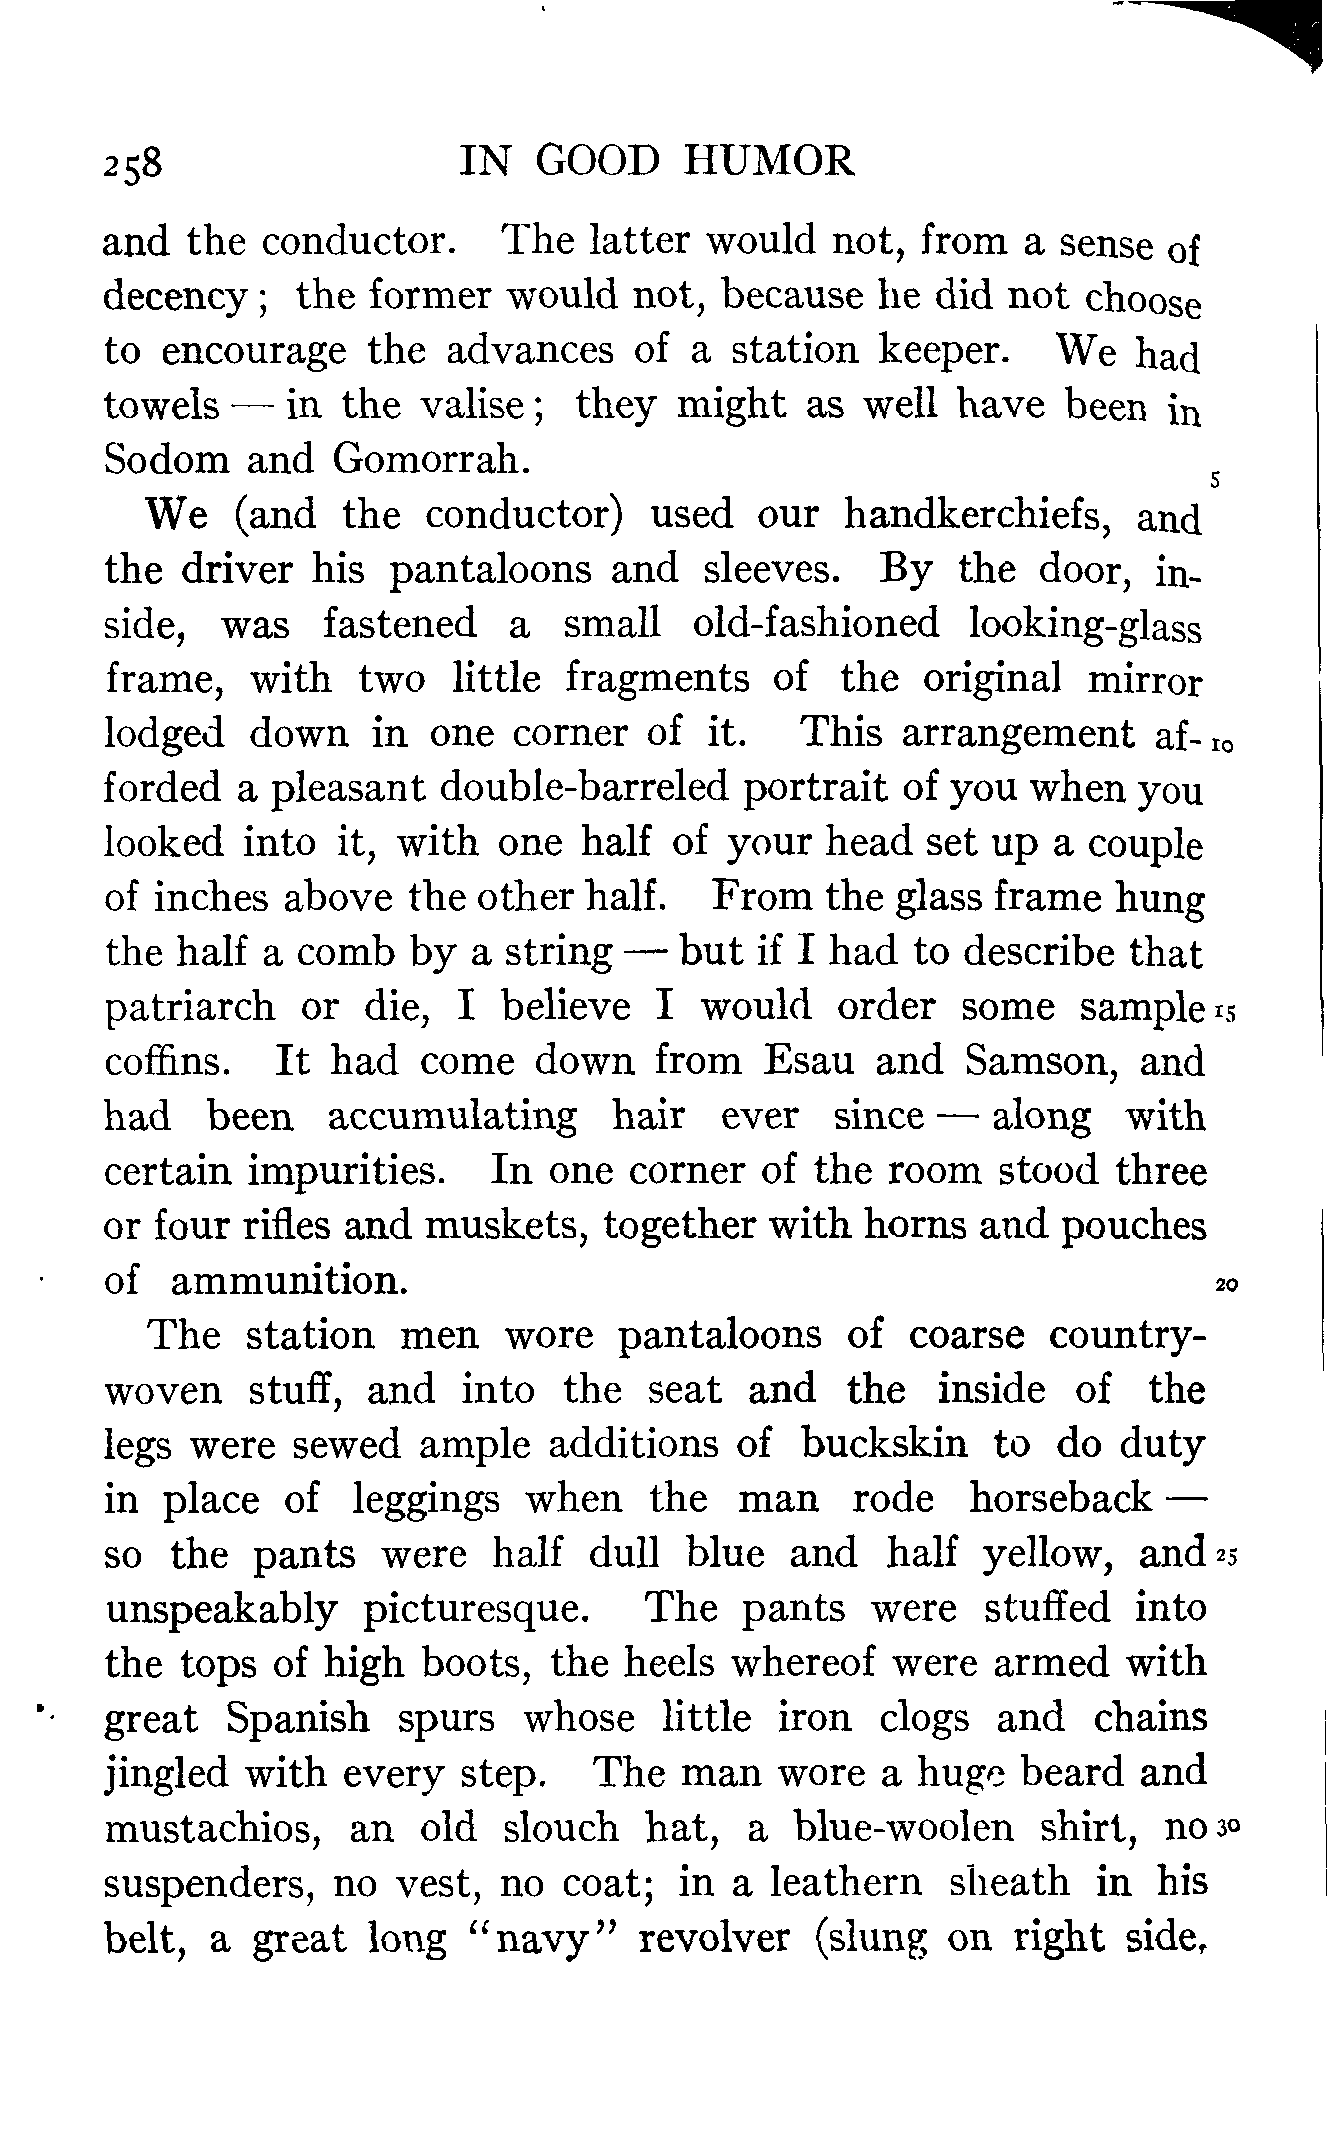 258 IN GOOD HUMOR
and the conductor. The latter would not, from a sense of
decency; the former would not, because he did not choose
to encourage the advances of a station keeper. We had
towels — in the valise; they might as well have been in
Sodom and Gomorrah. 5
We (and the conductor) used our handkerchiefs, and
the driver his pantaloons and sleeves. By the door, in-
side, was fastened a small old-fashioned looking-glass
frame, with two little fragments of the original mirror
lodged down in one corner of it. This arrangement af- 10
forded a pleasant double-barreled portrait of you when you
looked into it, with one half of your head set up a couple
of inches above the other half. From the glass frame hung
the half a comb by a string — but if I had to describe that
patriarch or die, I believe I would order some sample 15
coffins. It had come down from Esau and Samson, and
had been accumulating hair ever since — along with
certain impurities. In one corner of the room stood three
or four rifles and muskets, together with horns and pouches
of ammunition. 20
The station men wore pantaloons of coarse country-
woven stuff, and into the seat and the inside of the
legs were sewed ample additions of buckskin to do duty
in place of leggings when the man rode horseback —
so the pants were half dull blue and half yellow, and 25
unspeakably picturesque. The pants were stuffed into
the tops of high boots, the heels whereof were armed with
great Spanish spurs whose little iron clogs and chains
jingled with every step. The man wore a huge beard and
mustachios, an old slouch hat, a blue-woolen shirt, no 30
suspenders, no vest, no coat; in a leathern sheath in his
belt, a great long "navy" revolver (slung on right side,